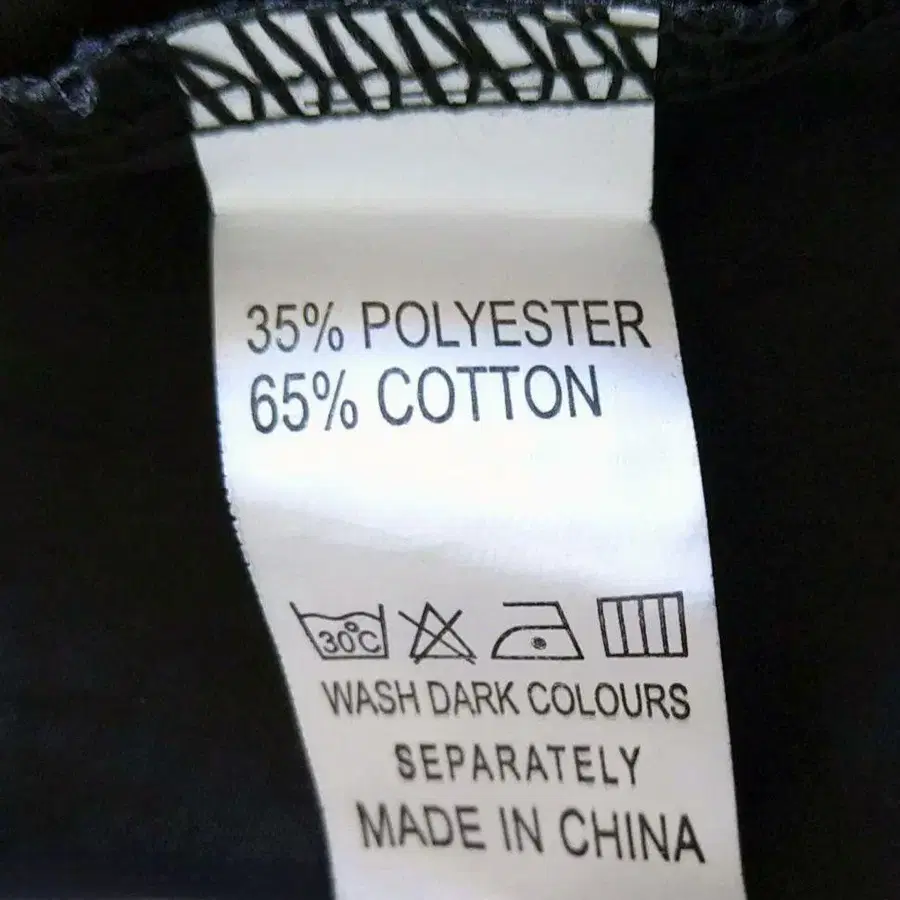 35% POLYESTER
65% COTTON
30°C
WASH DARK COLOURS
SEPARATELY
MADE IN CHINA